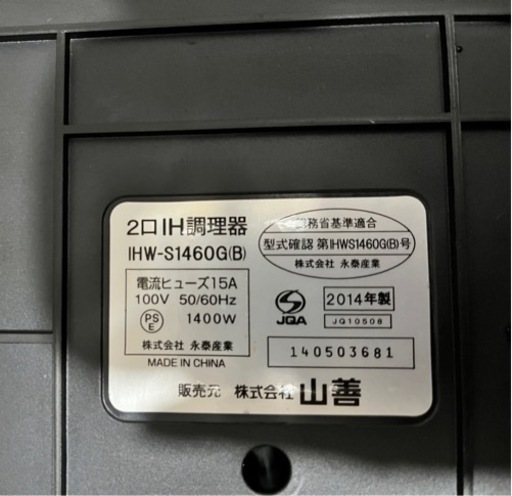 2口IH調理器
IHW-S1460G(B)
電流ヒューズ15A
100V 50/60Hz
PS
E
1400W
株式会社 永泰産業
MADE IN CHINA
務省基準適合
型式確認 第IHWS1460G(B)号
株式会社 永泰産業
JQA
2014年製
JQ10508
140503681
販売元 株式会社 山善